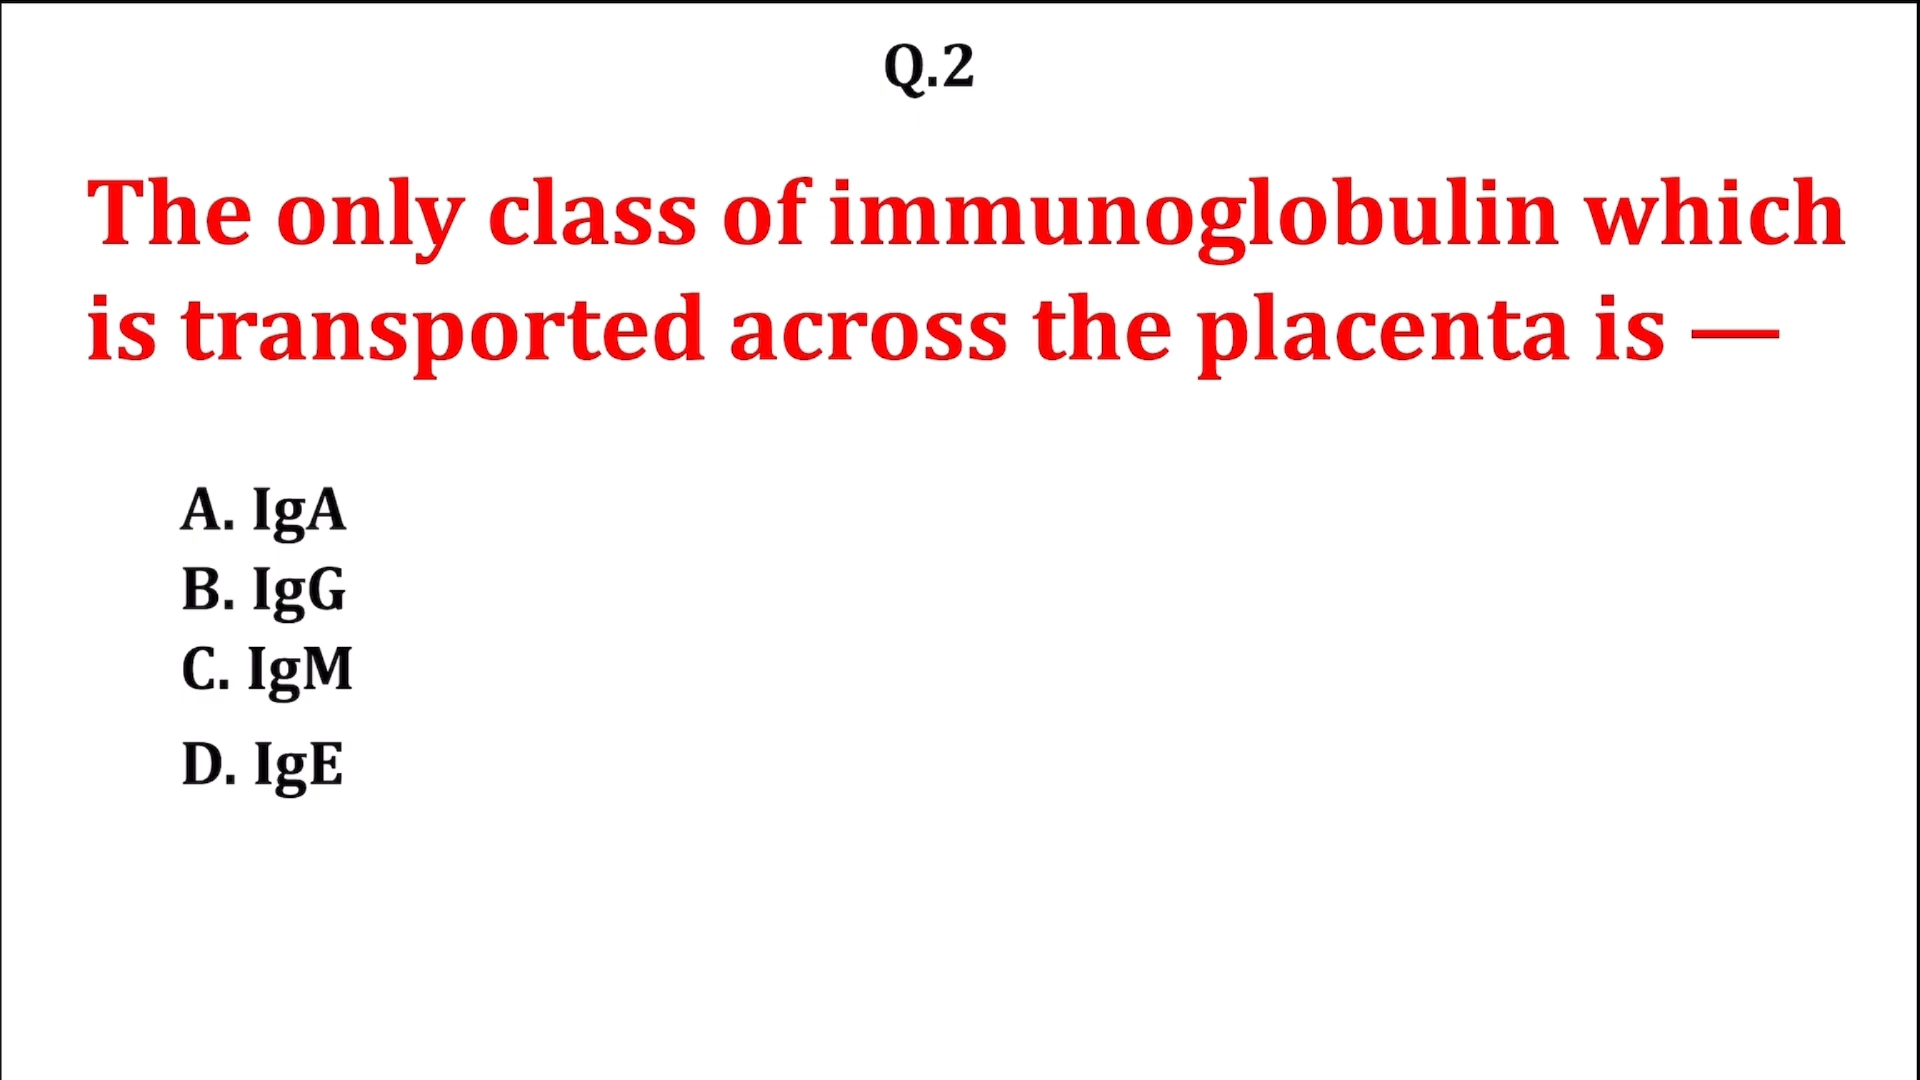 Q.2
The only class of immunoglobulin which
is transported across the placenta is —
A. IgA
B. IgG
C. IgM
D. IgE